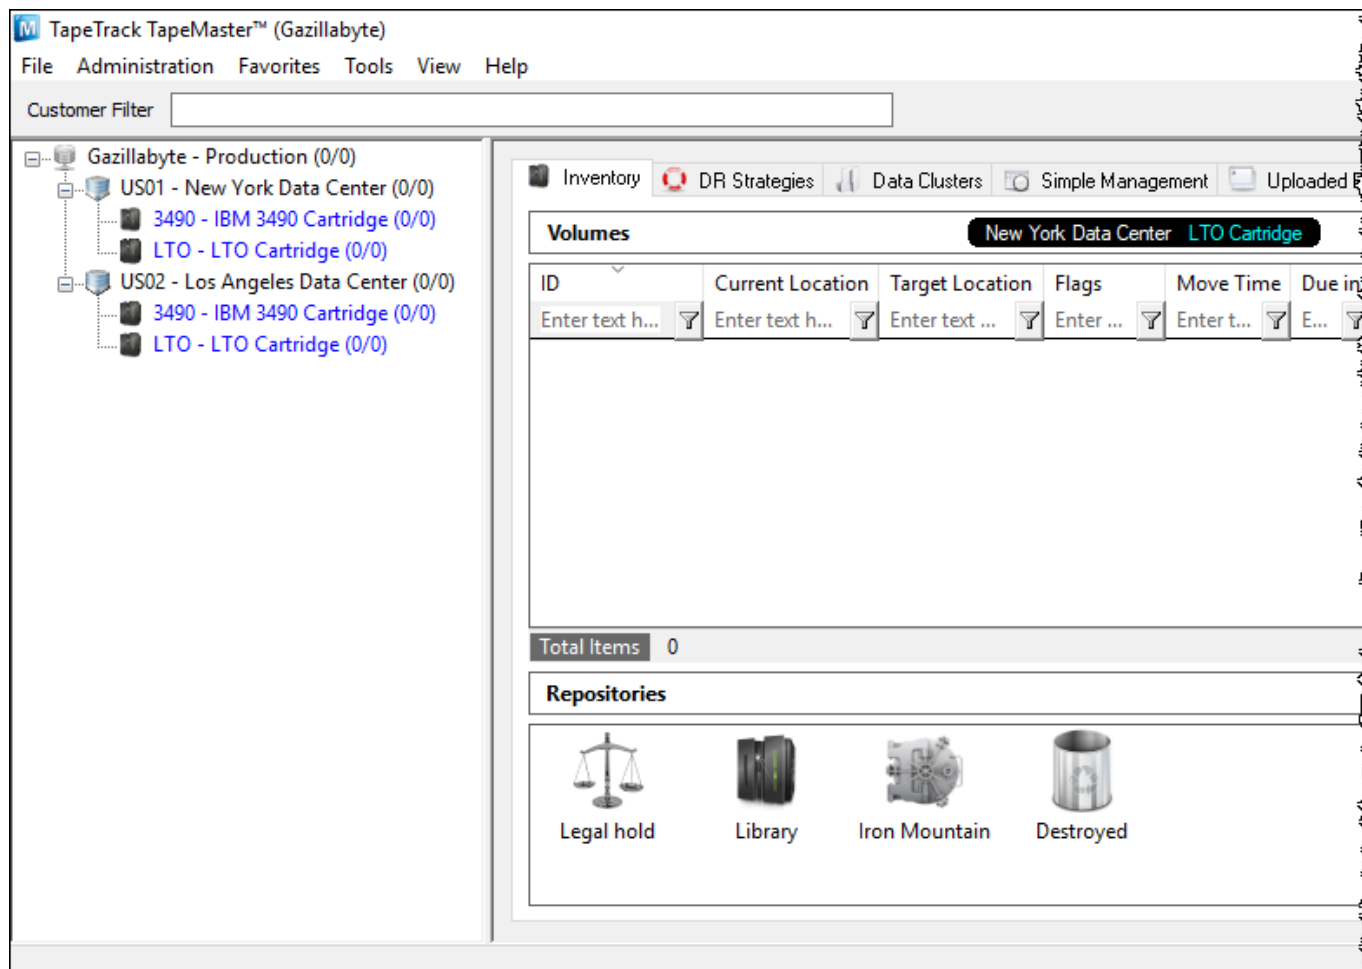 TapeTrack TapeMaster™ (Gazillabyte)
File Administration Favorites Tools View Help
Customer Filter
Gazillabyte - Production (0/0)
US01 - New York Data Center (0/0)
3490 - IBM 3490 Cartridge (0/0)
LTO - LTO Cartridge (0/0)
US02 - Los Angeles Data Center (0/0)
3490 - IBM 3490 Cartridge (0/0)
LTO - LTO Cartridge (0/0)
Inventory DR Strategies Data Clusters Simple Management Uploaded
Volumes New York Data Center LTO Cartridge
ID Current Location Target Location Flags Move Time Due in
Enter text h... Enter text h... Enter text ... Enter ... Enter t... E...
Total Items 0
Repositories
Legal hold Library Iron Mountain Destroyed